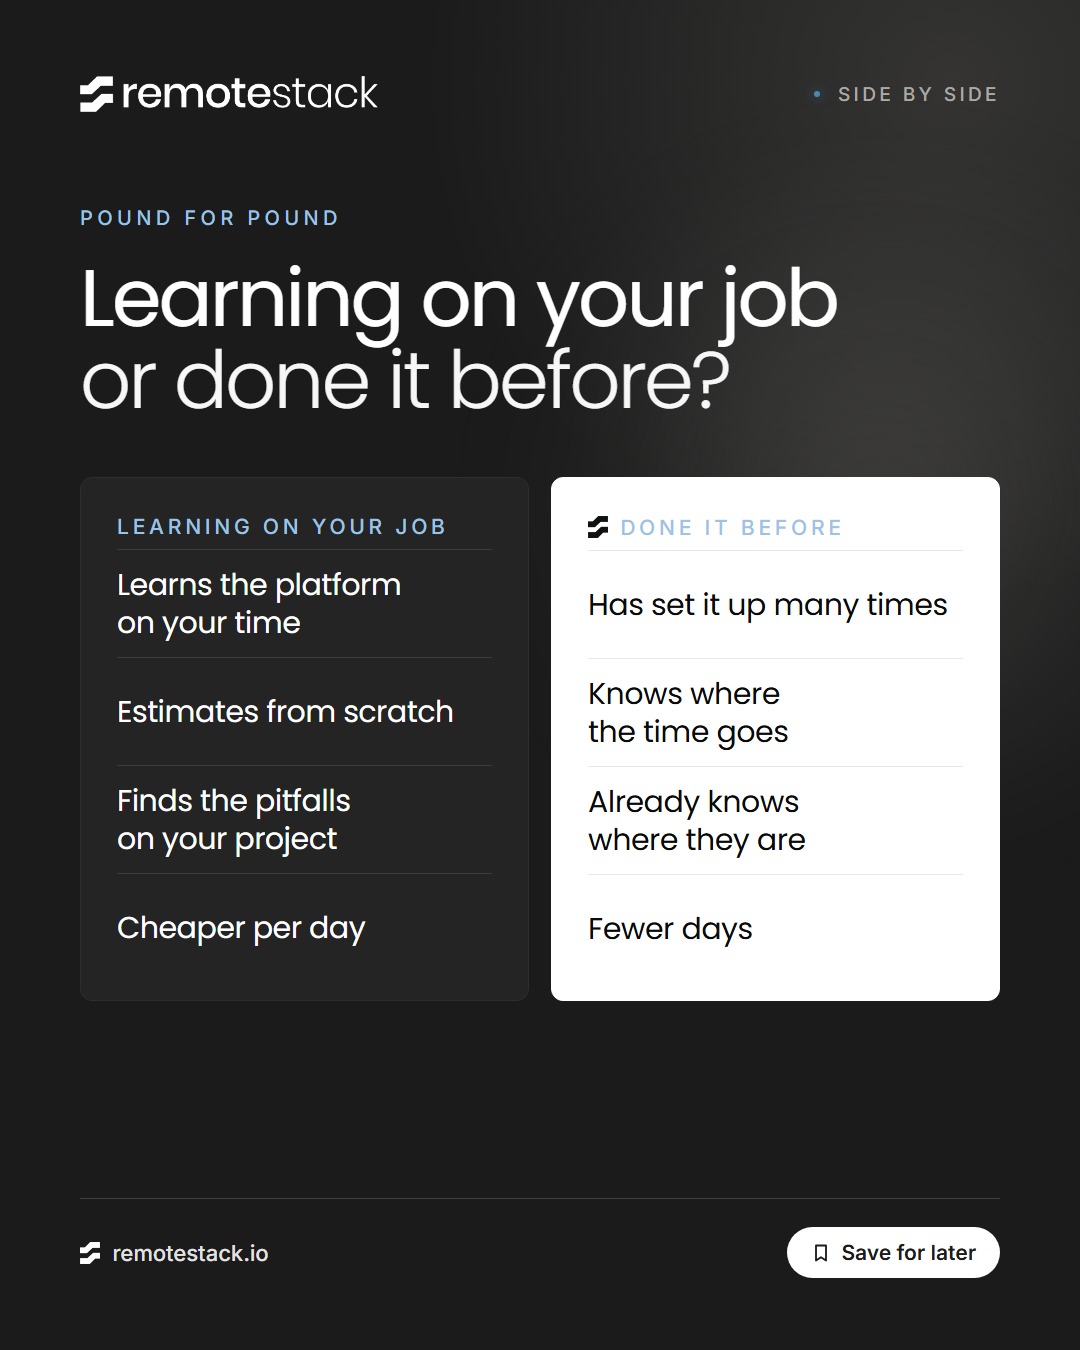 remotestack
SIDE BY SIDE
POUND FOR POUND
Learning on your job
or done it before?
LEARNING ON YOUR JOB
Learns the platform
on your time
Estimates from scratch
Finds the pitfalls
on your project
Cheaper per day
DONE IT BEFORE
Has set it up many times
Knows where
the time goes
Already knows
where they are
Fewer days
remotestack.io
Save for later